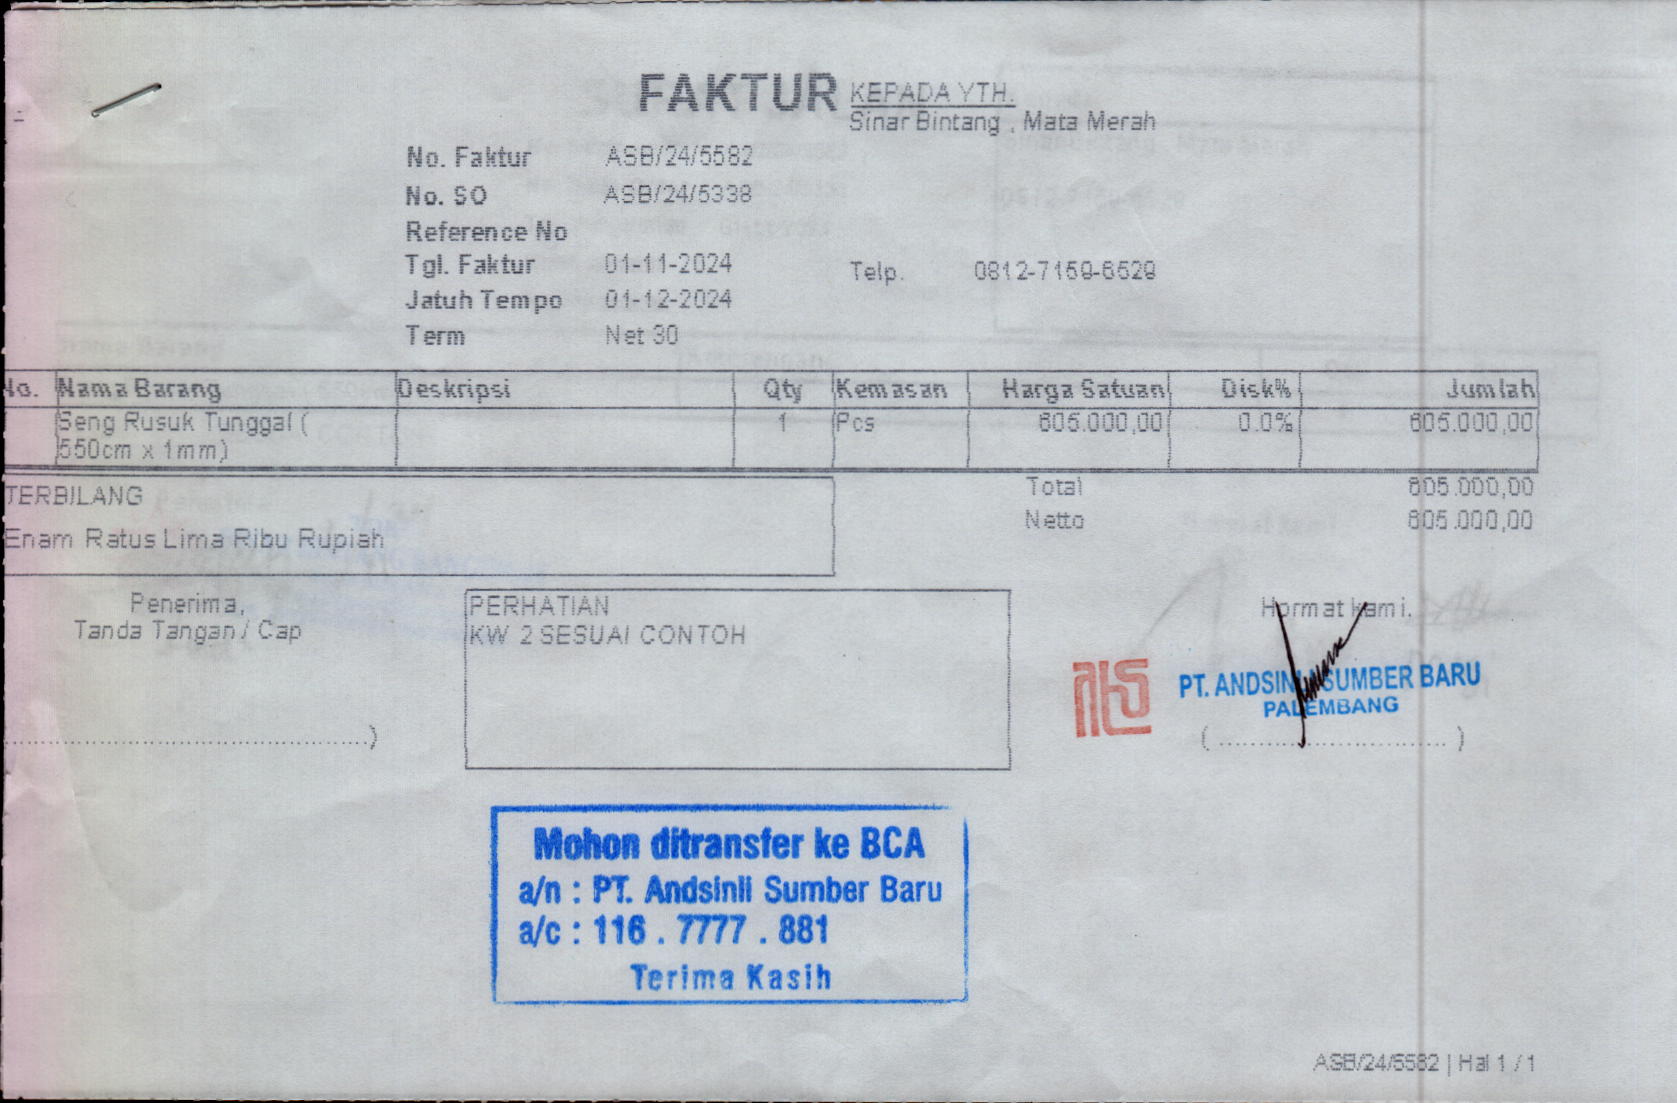 FAKTUR
KEPADA YTH.
Sinar Bintang , Mata Merah
No. Faktur ASB/24/5582
No. SO ASB/24/5338
Reference No
Tgl. Faktur 01-11-2024
Telp. 0812-7159-6529
Jatuh Tempo 01-12-2024
Term Net 30
No. Nama Barang Deskripsi Qty Kemasan Harga Satuan Disk% Jumlah
Seng Rusuk Tunggal ( 1 Pcs 605.000,00 0.0% 605.000,00
550cm x 1mm)
TERBILANG
Enam Ratus Lima Ribu Rupiah
Total 605.000,00
Netto 605.000,00
Penerima,
Tanda Tangan / Cap
PERHATIAN
KW 2 SESUAI CONTOH
Hormat kami.
PT. ANDSINLI SUMBER BARU
PALEMBANG
..........................................................)
( ................................ )
Mohon ditransfer ke BCA
a/n : PT. Andsinli Sumber Baru
a/c : 116 . 7777 . 881
Terima Kasih
ASB/24/5582 | Hal 1 / 1